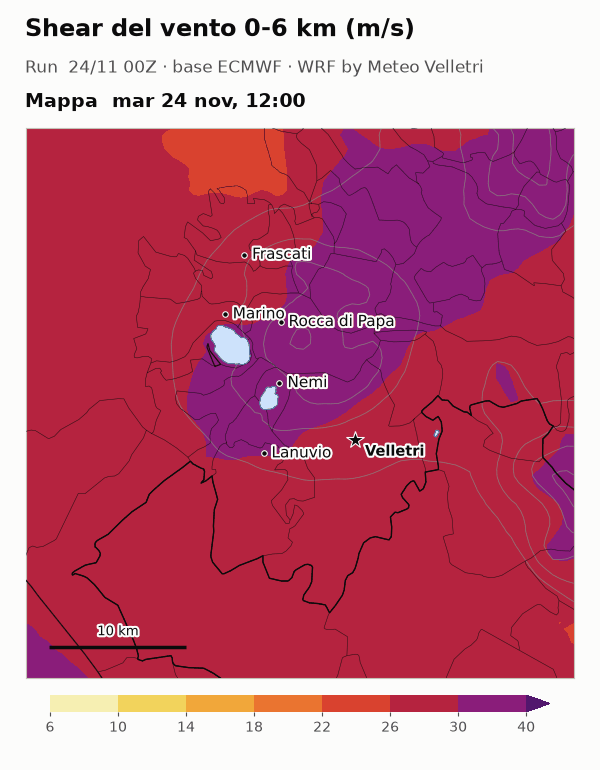 Shear del vento 0-6 km (m/s)
Run 24/11 00Z · base ECMWF · WRF by Meteo Velletri
Mappa mar 24 nov, 12:00
Frascati
Marino
Rocca di Papa
Nemi
Velletri
Lanuvio
10 km
6 10 14 18 22 26 30 40